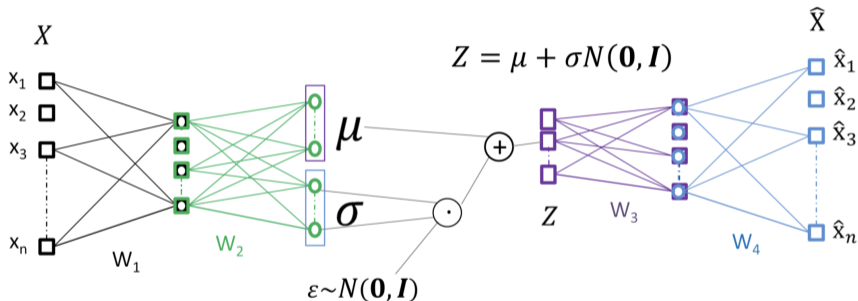 X
x₁
x₂
x₃
xₙ
W₁
W₂
μ
σ
ε~N(0, I)
+
·
Z = μ + σN(0, I)
Z
W₃
W₄
X̂
x̂₁
x̂₂
x̂₃
x̂ₙ